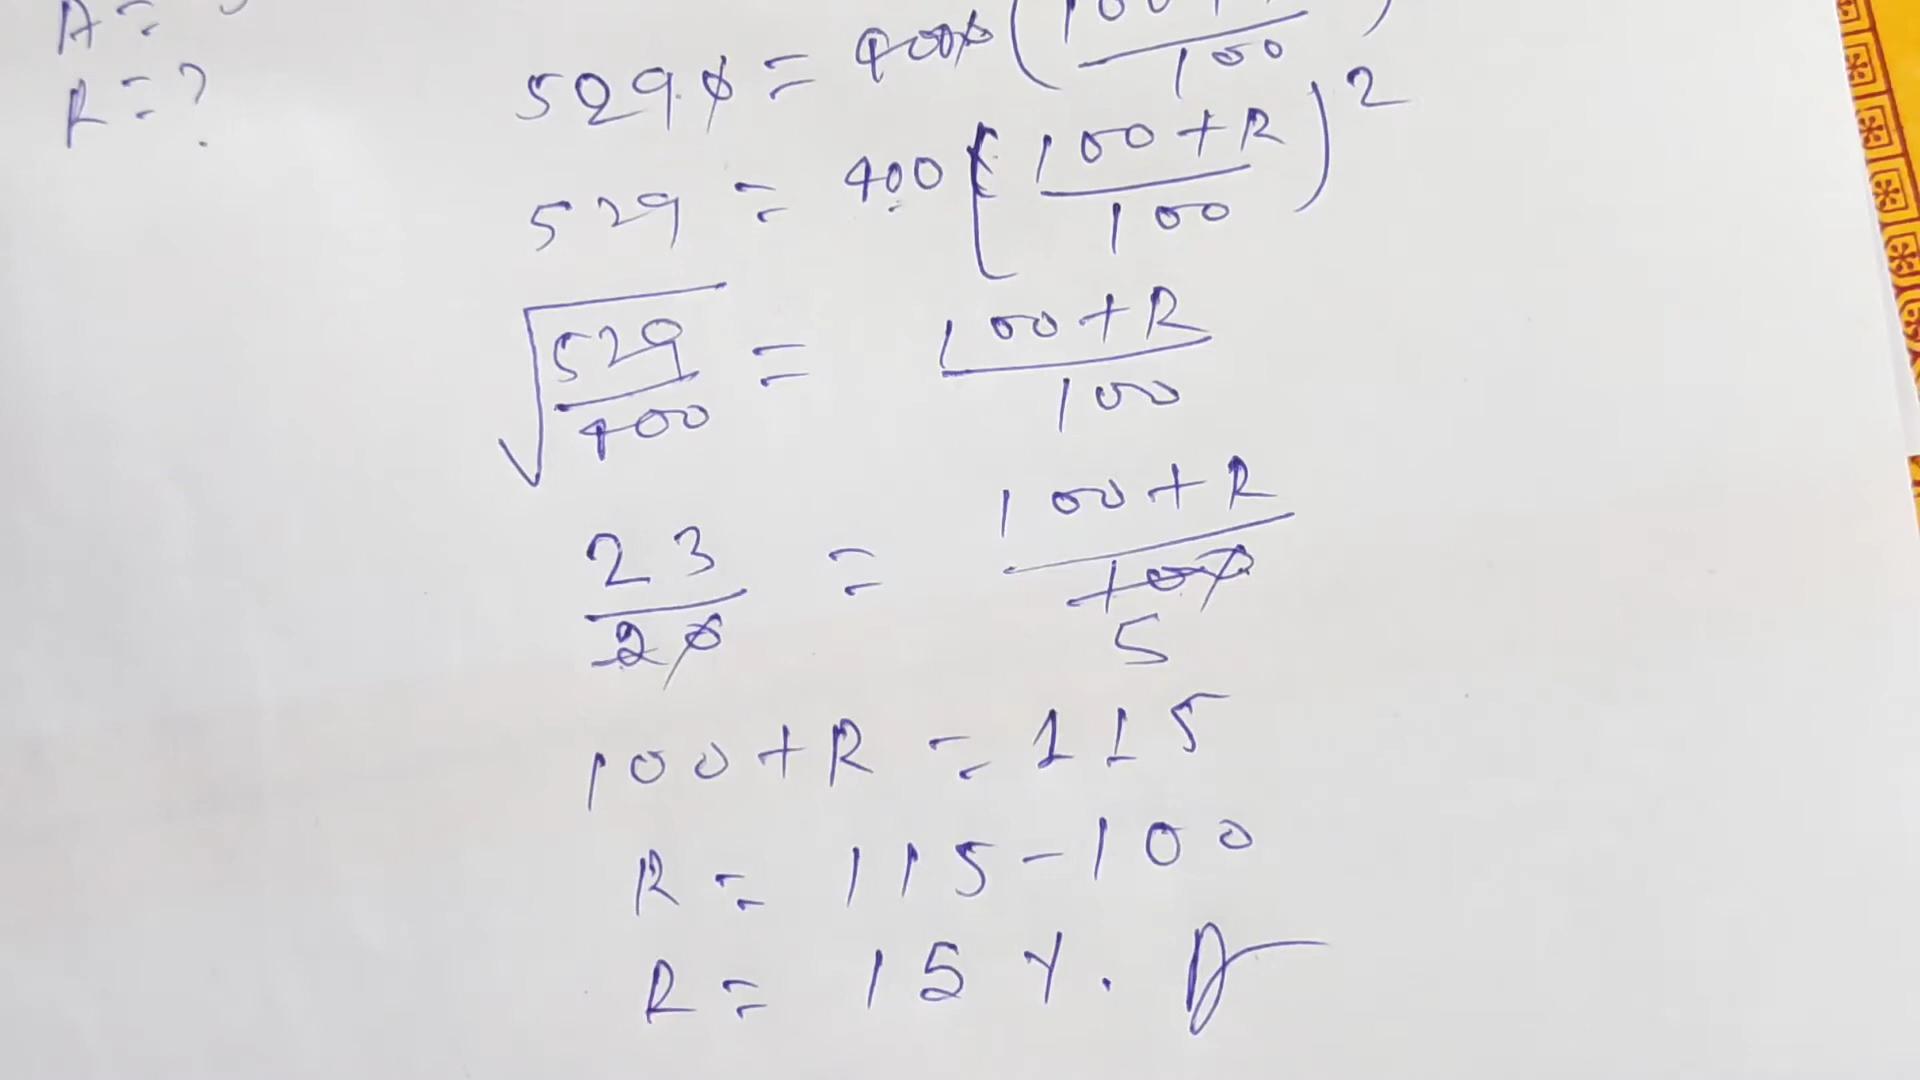 A =
R = ?
5290 = 4000 (100+R/100)
529 = 400 (100+R/100)²
√529/400 = 100+R/100
23/20 = 100+R/100
5
100+R = 115
R = 115-100
R = 15%.